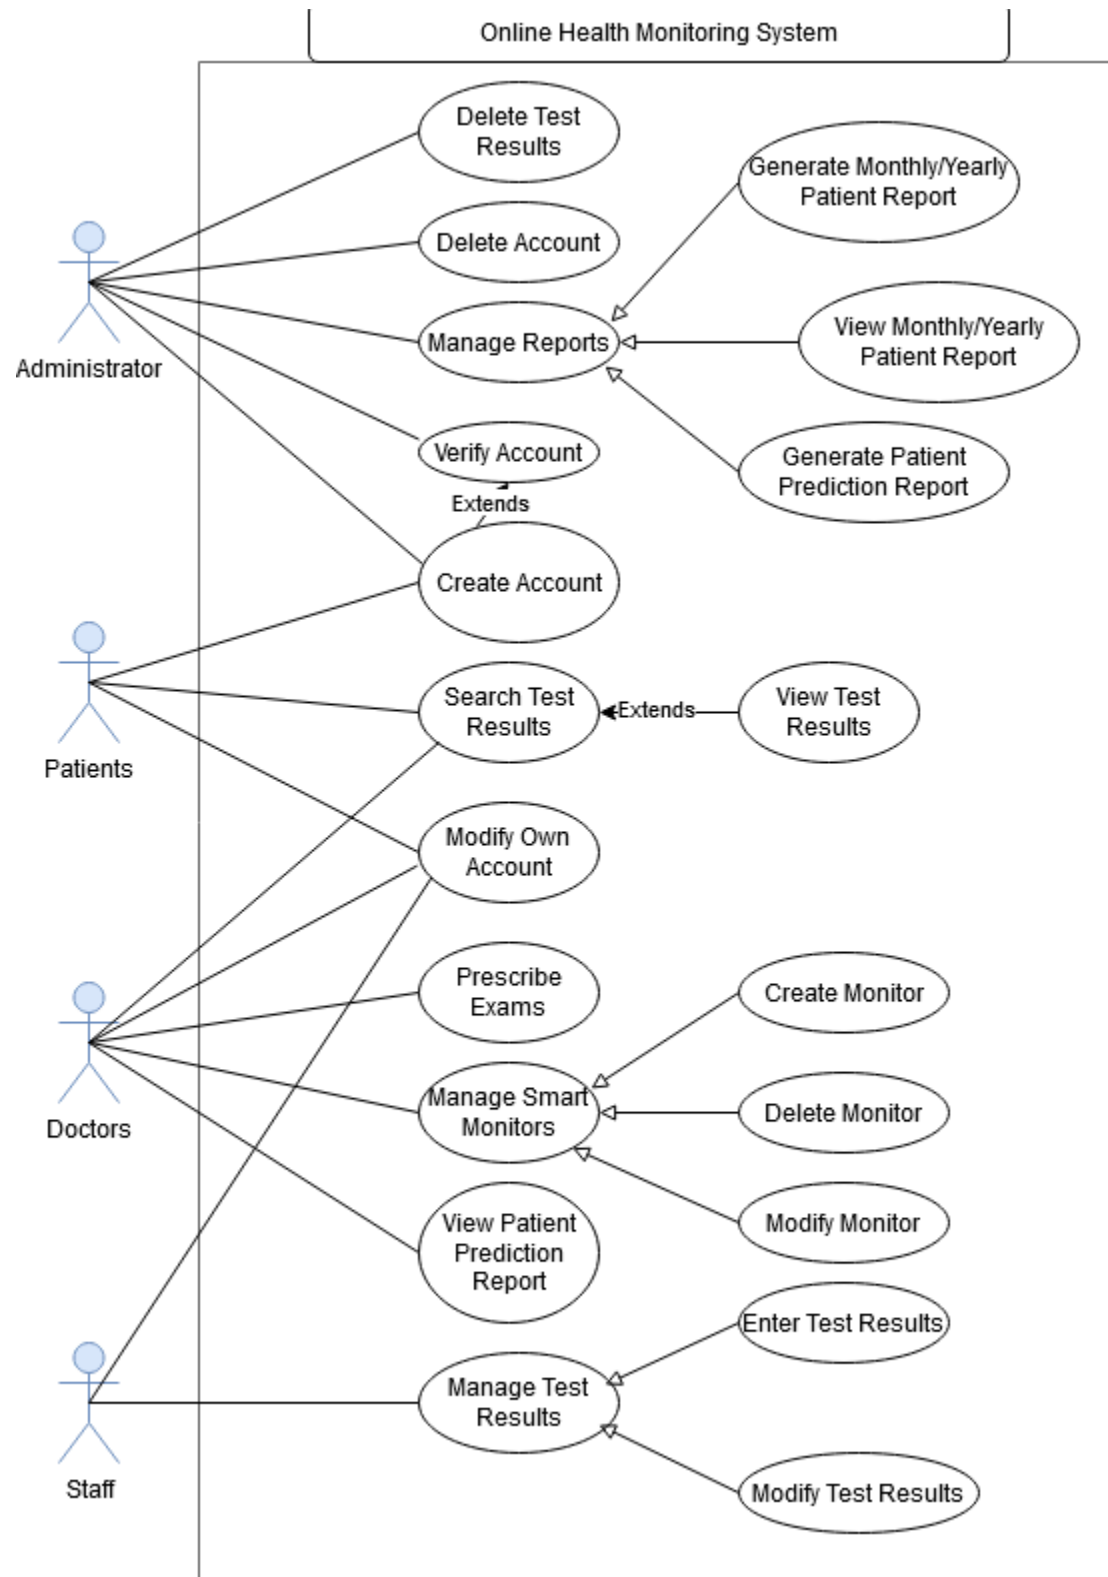 Online Health Monitoring System
Delete Test
Results
Generate Monthly/Yearly
Patient Report
Delete Account
Administrator
Manage Reports
View Monthly/Yearly
Patient Report
Verify Account
Generate Patient
Prediction Report
Extends
Create Account
Patients
Search Test
Results
Extends
View Test
Results
Modify Own
Account
Prescribe
Exams
Create Monitor
Doctors
Manage Smart
Monitors
Delete Monitor
View Patient
Prediction
Report
Modify Monitor
Enter Test Results
Staff
Manage Test
Results
Modify Test Results